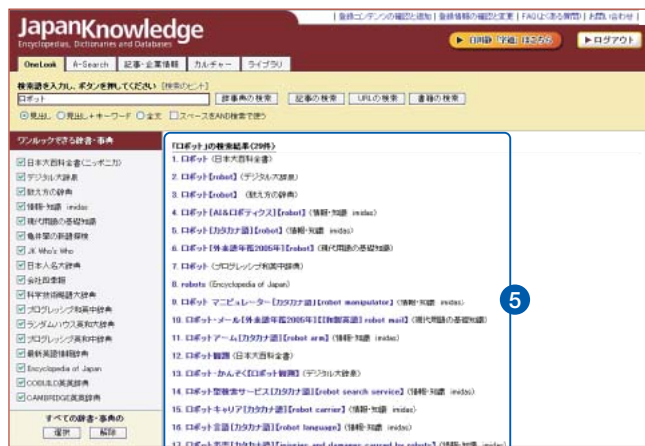 JapanKnowledge
Encyclopedias, Dictionaries and Databases
| 登録コンテンツの確認と追加 | 登録情報の確認と変更 | FAQ(よくある質問) | お問い合わせ |
▶ 白川静「字通」はこちら
▶ログアウト
OneLook
A-Search
記事・企業情報
カルチャー
ライブラリ
検索語を入力し、ボタンを押してください [検索のヒント]
ロボット
辞事典の検索
記事の検索
URLの検索
書籍の検索
見出し
見出し+キーワード
全文
スペースをAND検索で使う
ワンルックできる辞書・事典
日本大百科全書(ニッポニカ)
デジタル大辞泉
数え方の辞典
情報・知識 imidas
現代用語の基礎知識
亀井肇の新語探検
JK Who's Who
日本人名大辞典
会社四季報
科学技術略語大辞典
プログレッシブ和英中辞典
ランダムハウス英和大辞典
プログレッシブ英和中辞典
最新英語情報辞典
Encyclopedia of Japan
COBUILD英英辞典
CAMBRIDGE英英辞典
すべての辞書・事典の
選択
解除
「ロボット」の検索結果(29件)
1. ロボット (日本大百科全書)
2. ロボット【robot】 (デジタル大辞泉)
3. ロボット【robot】 (数え方の辞典)
4. ロボット[AI&ロボティクス]【robot】 (情報・知識 imidas)
5. ロボット[カタカナ語]【robot】 (情報・知識 imidas)
6. ロボット[外来語年鑑2005年]【robot】 (現代用語の基礎知識)
7. ロボット (プログレッシブ和英中辞典)
8. robots (Encyclopedia of Japan)
9. ロボット マニピュレーター[カタカナ語]【robot manipulator】 (情報・知識 imidas)
10. ロボット・メール[外来語年鑑2005年]【[和製英語] robot mail】 (現代用語の基礎知識)
11. ロボットアーム[カタカナ語]【robot arm】 (情報・知識 imidas)
12. ロボット観測 (日本大百科全書)
13. ロボット‐かんそく【ロボット観測】 (デジタル大辞泉)
14. ロボット型検索サービス[カタカナ語]【robot search service】 (情報・知識 imidas)
15. ロボットキャリア[カタカナ語]【robot carrier】 (情報・知識 imidas)
16. ロボット言語[カタカナ語]【robot language】 (情報・知識 imidas)
5